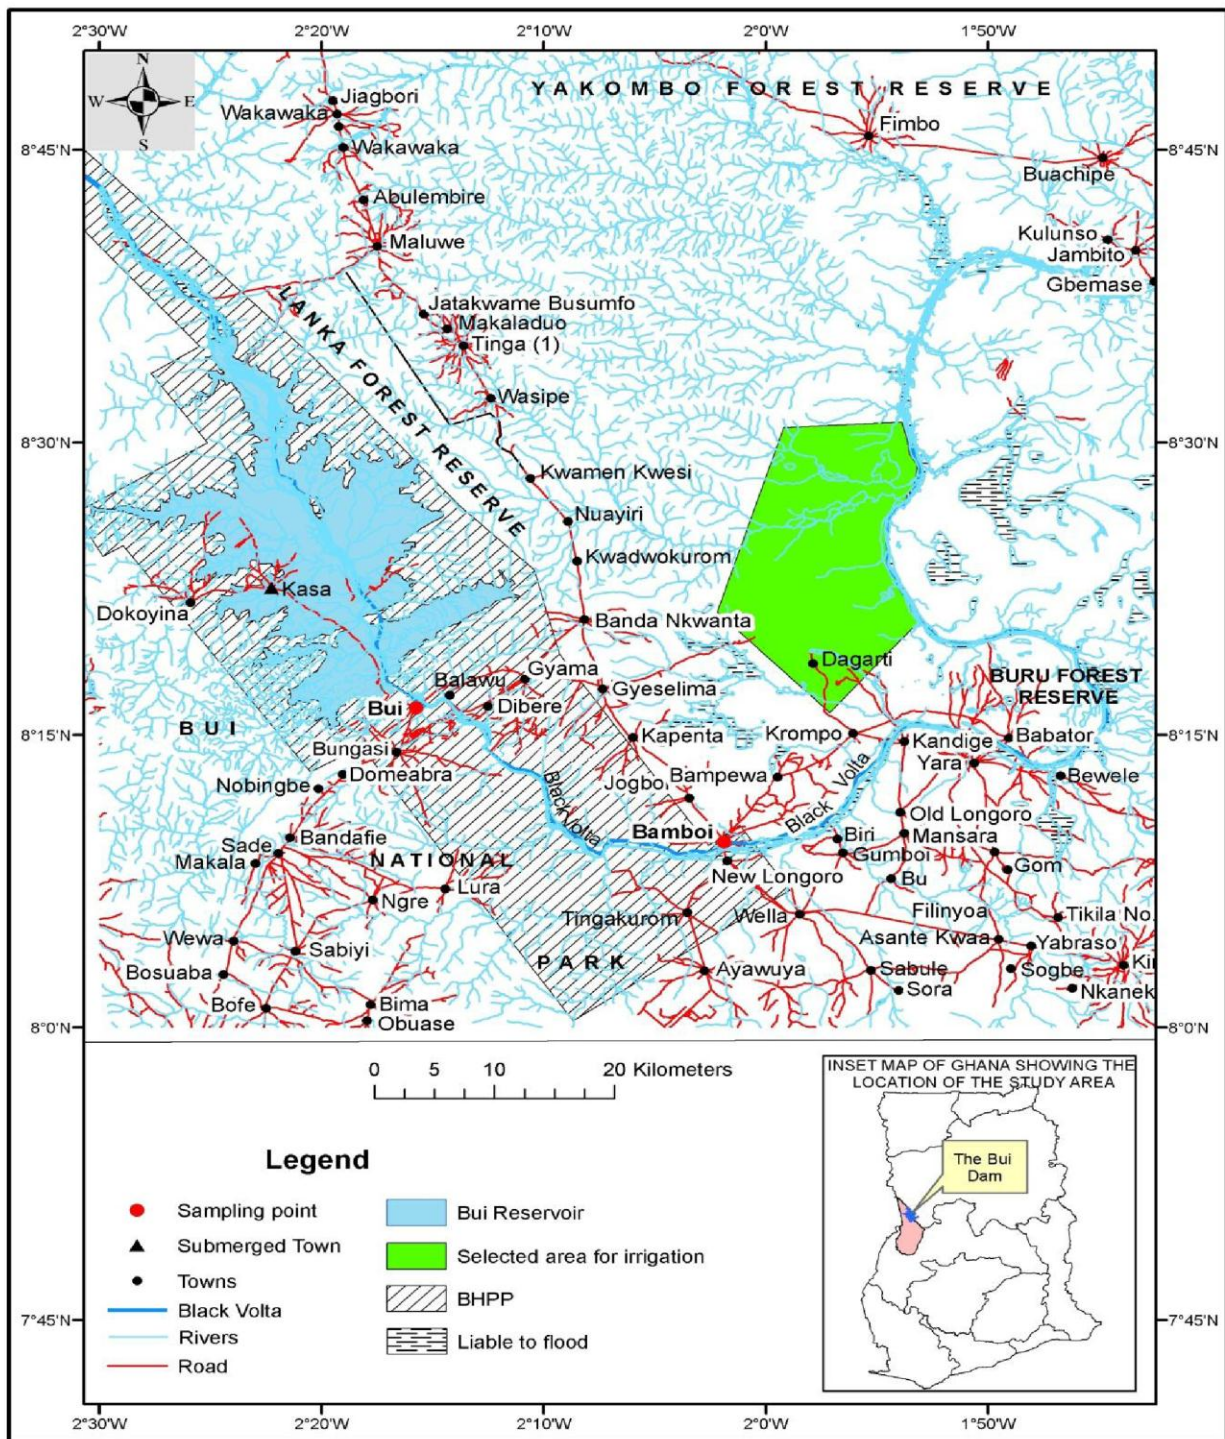 2°30'W 2°20'W 2°10'W 2°0'W 1°50'W
N
W E
S
YAKOMBO FOREST RESERVE
Jiagbori
Wakawaka
Fimbo
8°45'N 8°45'N
Wakawaka
Buachipe
Abulembire
Kulunso
Maluwe
Jambito
Gbemase
LANKA FOREST RESERVE
Jatakwame Busumfo
Makaladuo
Tinga (1)
Wasipe
8°30'N 8°30'N
Kwamen Kwesi
Nuayiri
Kwadwokurom
Kasa
Dokoyina
Banda Nkwanta
Dagarti
Gyama
BURU FOREST
RESERVE
Balawu
Gyeselima
Bui
Dibere
BUI
8°15'N 8°15'N
Kapenta
Krompo
Kandige
Babator
Bungasi
Yara
Domeabra
Bampewa
Bewele
Nobingbe
Jogboi
Black Volta
Black Volta
Old Longoro
Bamboi
Biri
Mansara
Bandafie
Sade
Gumboi
Makala
NATIONAL
New Longoro
Gom
Bu
Lura
Ngre
Filinyoa
Tingakurom
Wella
Tikila No.
Wewa
Asante Kwaa
Yabraso
Sabiyi
PARK
Kir
Bosuaba
Ayawuya
Sabule
Sogbe
Sora
Nkanek
Bofe
Bima
Obuase
8°0'N 8°0'N
0 5 10 20 Kilometers
INSET MAP OF GHANA SHOWING THE
LOCATION OF THE STUDY AREA
The Bui
Dam
Legend
Sampling point
Submerged Town
Towns
Black Volta
Rivers
Road
Bui Reservoir
Selected area for irrigation
BHPP
Liable to flood
7°45'N 7°45'N
2°30'W 2°20'W 2°10'W 2°0'W 1°50'W